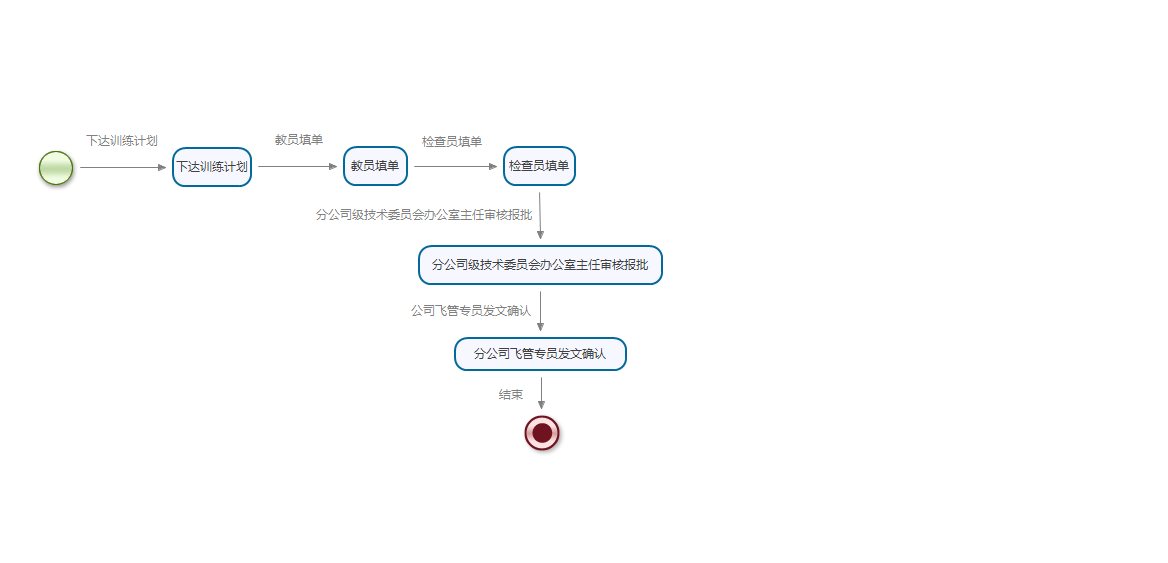 下达训练计划
教员填单
检查员填单
下达训练计划
教员填单
检查员填单
分公司级技术委员会办公室主任审核报批
分公司级技术委员会办公室主任审核报批
公司飞管专员发文确认
分公司飞管专员发文确认
结束